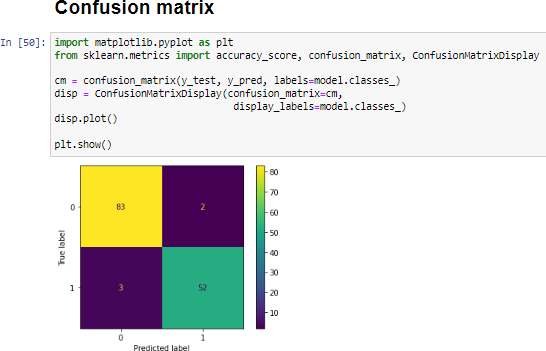 Confusion matrix
In [50]: import matplotlib.pyplot as plt
from sklearn.metrics import accuracy_score, confusion_matrix, ConfusionMatrixDisplay
cm = confusion_matrix(y_test, y_pred, labels=model.classes_)
disp = ConfusionMatrixDisplay(confusion_matrix=cm,
display_labels=model.classes_)
disp.plot()
plt.show()
80
70
60
50
40
30
20
10
0
83
2
True label
1
3
52
0
1
Predicted label